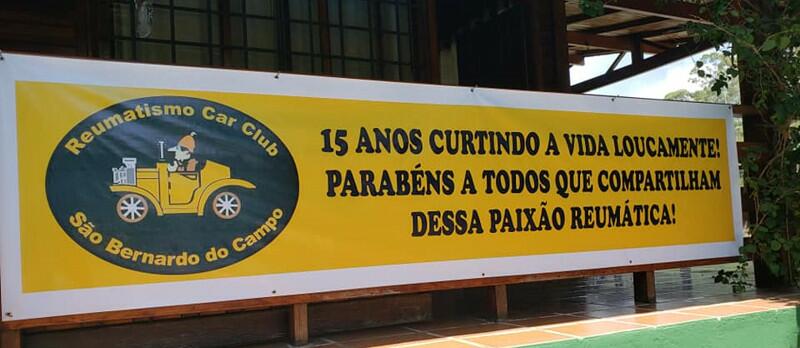 Reumatismo Car Club
São Bernardo do Campo
15 ANOS CURTINDO A VIDA LOUCAMENTE!
PARABÉNS A TODOS QUE COMPARTILHAM
DESSA PAIXÃO REUMÁTICA!